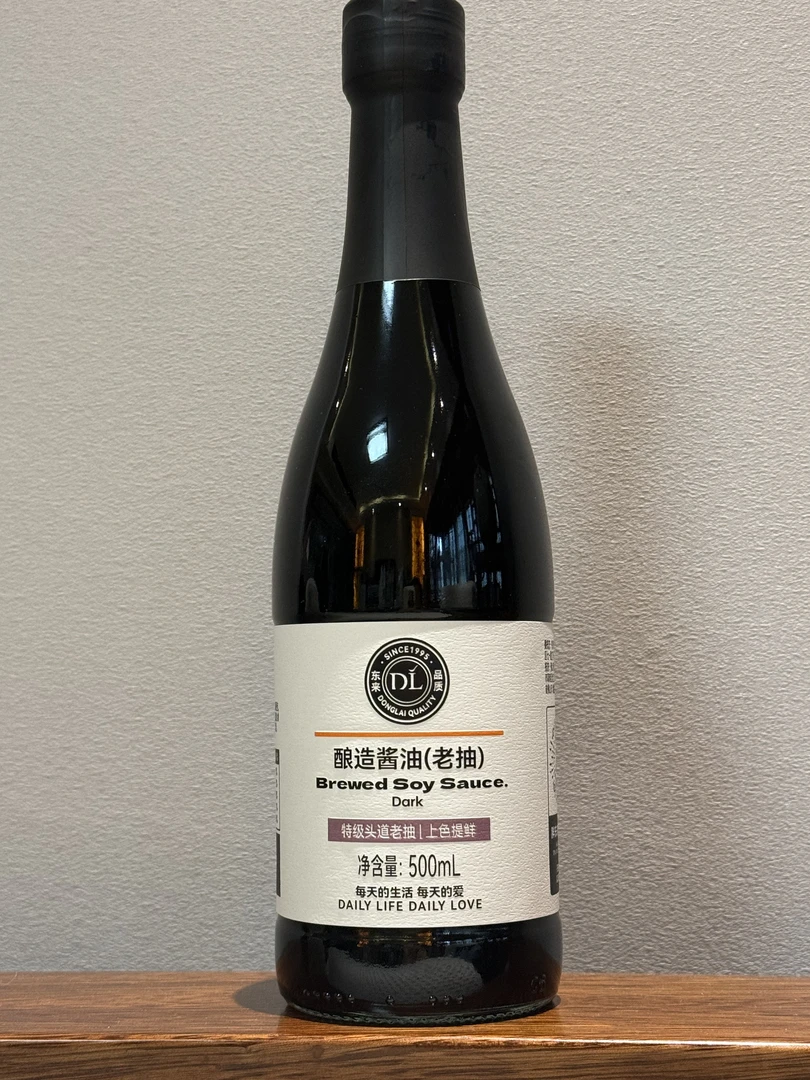 SINCE1995
东来 DL 品质
DONGLAI QUALITY
酿造酱油(老抽)
Brewed Soy Sauce.
Dark
特级头道老抽 | 上色提鲜
净含量: 500mL
每天的生活 每天的爱
DAILY LIFE DAILY LOVE